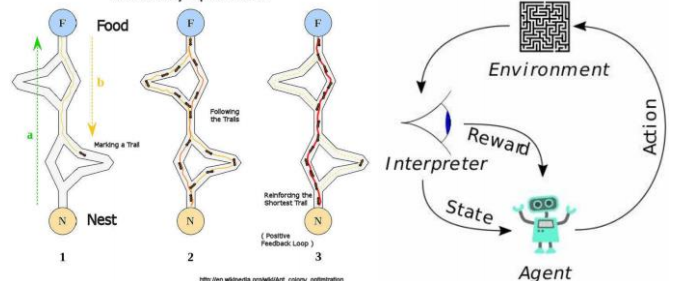 F
Food
b
a
Marking a Trail
N
Nest
1
F
Following
the Trails
N
2
F
Reinforcing the
Shortest Trail
( Positive
Feedback Loop )
N
3
Environment
Interpreter
Reward
State
Action
Agent